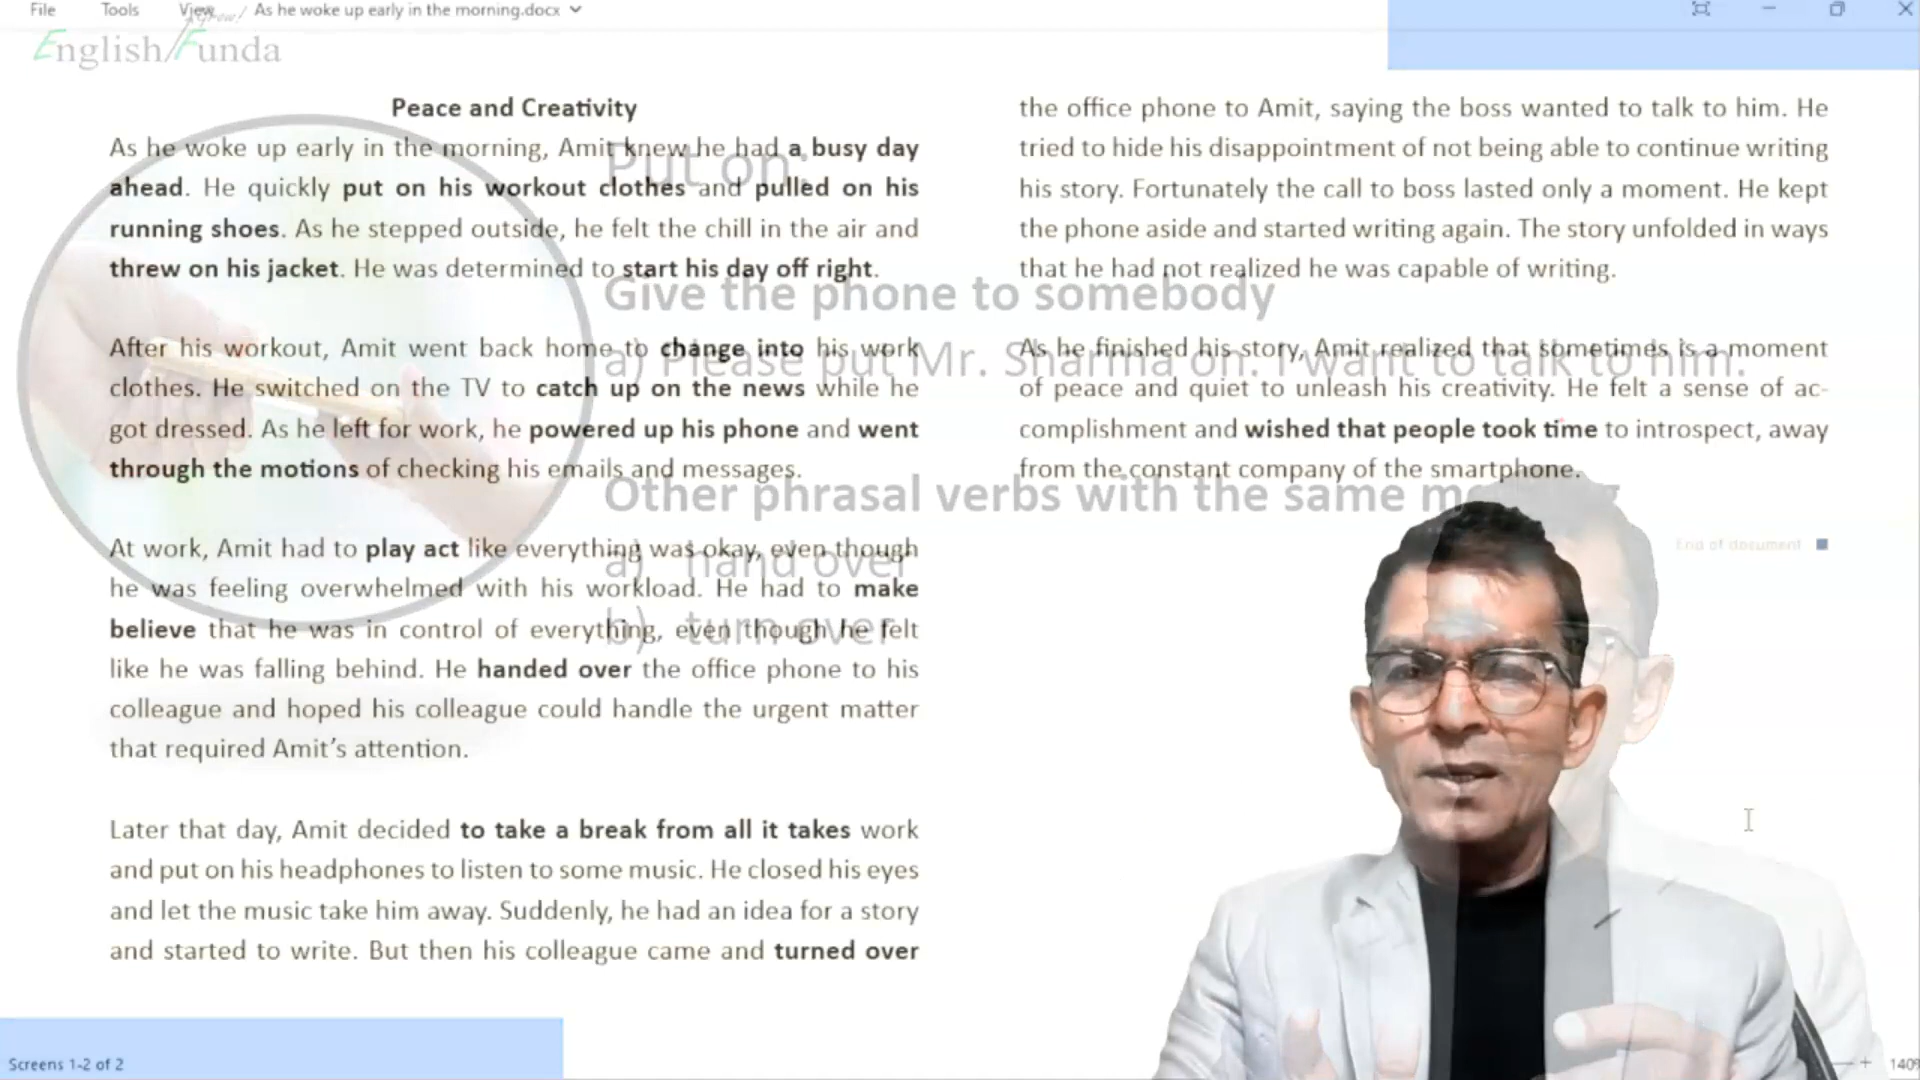 File Tools View As he woke up early in the morning.docx
English Funda
Peace and Creativity
As he woke up early in the morning, Amit knew he had a busy day
ahead. He quickly put on his workout clothes and pulled on his
running shoes. As he stepped outside, he felt the chill in the air and
threw on his jacket. He was determined to start his day off right.
After his workout, Amit went back home to change into his work
clothes. He switched on the TV to catch up on the news while he
got dressed. As he left for work, he powered up his phone and went
through the motions of checking his emails and messages.
At work, Amit had to play act like everything was okay, even though
he was feeling overwhelmed with his workload. He had to make
believe that he was in control of everything, even though he felt
like he was falling behind. He handed over the office phone to his
colleague and hoped his colleague could handle the urgent matter
that required Amit's attention.
Later that day, Amit decided to take a break from all it takes work
and put on his headphones to listen to some music. He closed his eyes
and let the music take him away. Suddenly, he had an idea for a story
and started to write. But then his colleague came and turned over
the office phone to Amit, saying the boss wanted to talk to him. He
tried to hide his disappointment of not being able to continue writing
his story. Fortunately the call to boss lasted only a moment. He kept
the phone aside and started writing again. The story unfolded in ways
that he had not realized he was capable of writing.
As he finished his story, Amit realized that sometimes is a moment
of peace and quiet to unleash his creativity. He felt a sense of ac-
complishment and wished that people took time to introspect, away
from the constant company of the smartphone.
End of document
Put on:
Give the phone to somebody
a) Please put Mr. Sharma on. I want to talk to him.
Other phrasal verbs with the same
a) hand over
b) turn over
Screens 1-2 of 2